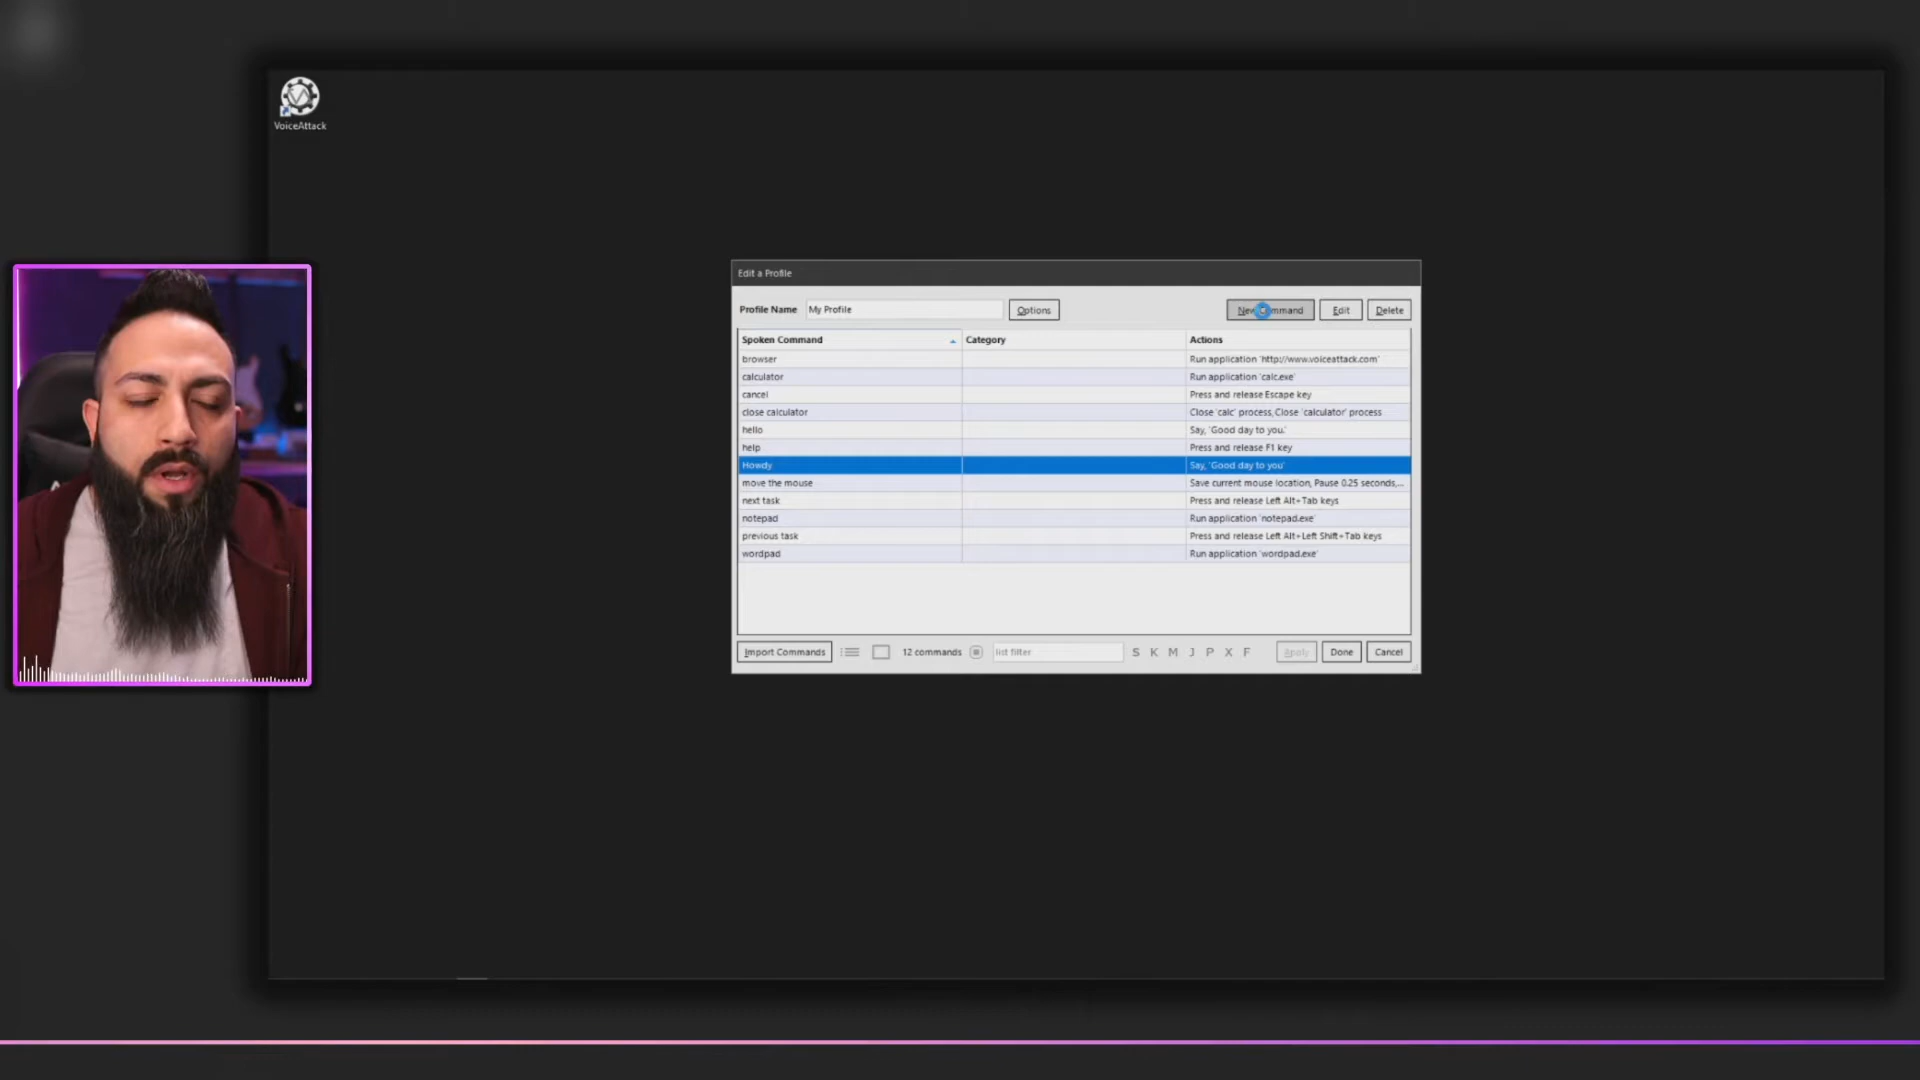 VoiceAttack
Edit a Profile
Profile Name My Profile Options New Command Edit Delete
Spoken Command Category Actions
browser Run application 'http://www.voiceattack.com'
calculator Run application 'calc.exe'
cancel Press and release Escape key
close calculator Close 'calc' process, Close 'calculator' process
hello Say, 'Good day to you.'
help Press and release F1 key
Howdy Say, 'Good day to you'
move the mouse Save current mouse location, Pause 0.25 seconds,...
next task Press and release Left Alt+Tab keys
notepad Run application 'notepad.exe'
previous task Press and release Left Alt+Left Shift+Tab keys
wordpad Run application 'wordpad.exe'
Import Commands 12 commands list filter S K M J P X F Apply Done Cancel